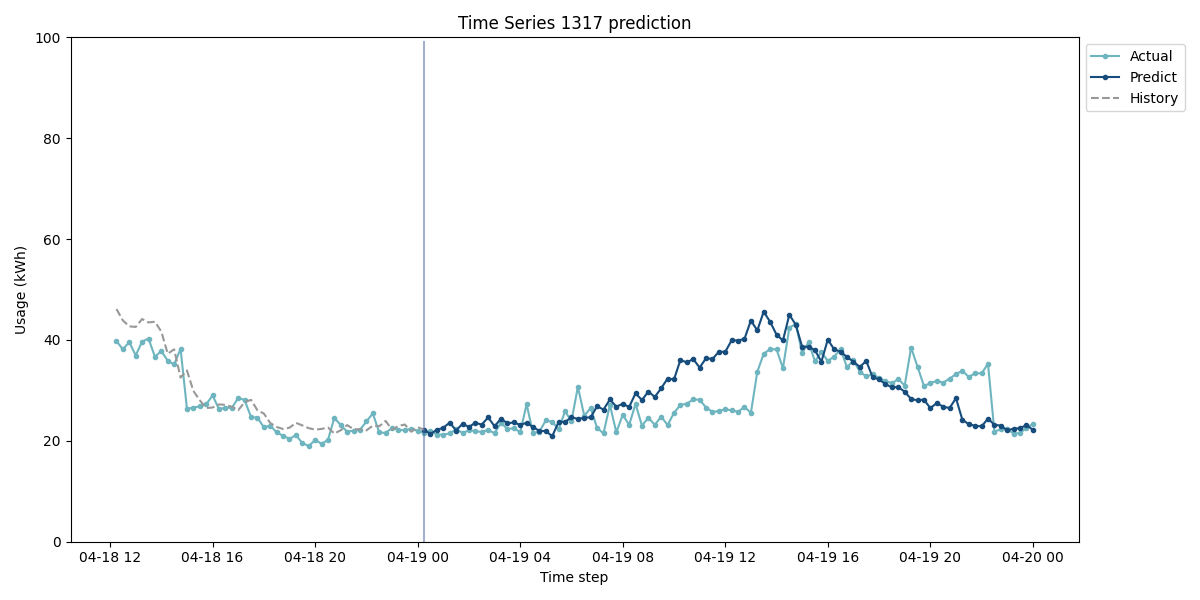 Time Series 1317 prediction
Usage (kWh)
100
80
60
40
20
0
04-18 12
04-18 16
04-18 20
04-19 00
04-19 04
04-19 08
04-19 12
04-19 16
04-19 20
04-20 00
Time step
Actual
Predict
History